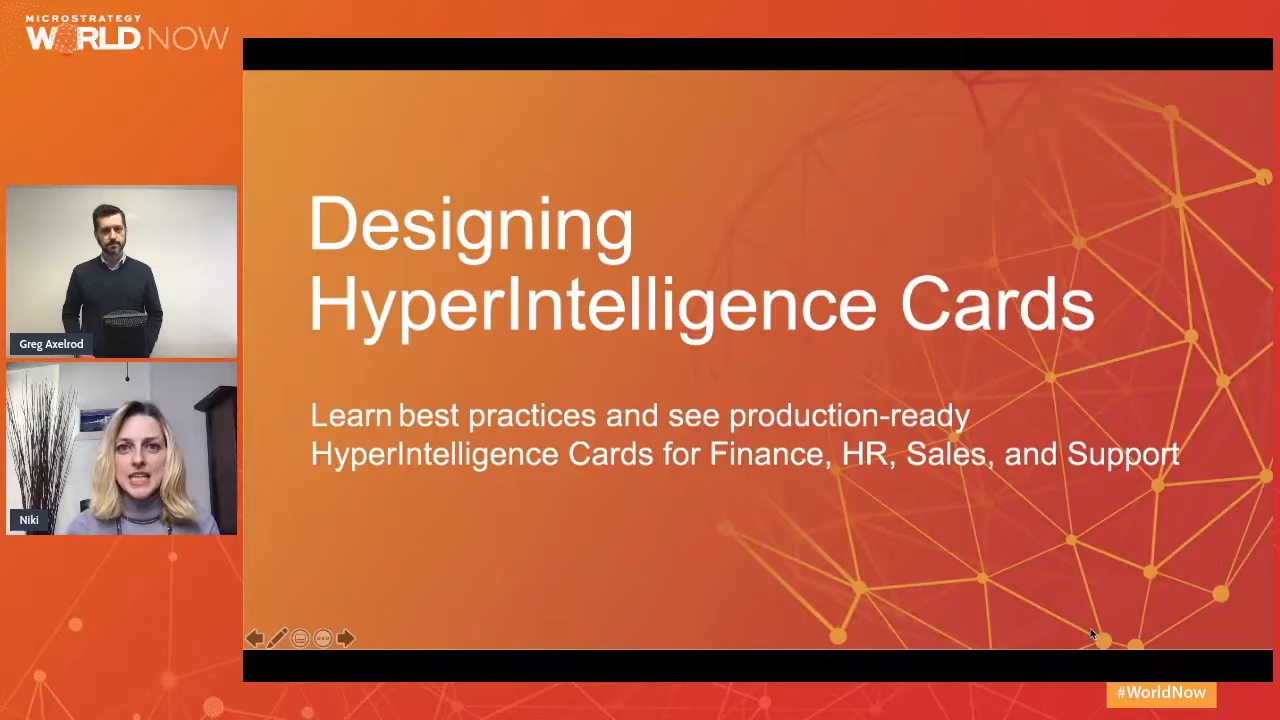 MICROSTRATEGY
WORLD.NOW
Designing
HyperIntelligence Cards
Learn best practices and see production-ready
HyperIntelligence Cards for Finance, HR, Sales, and Support
Greg Axelrod
Niki
#WorldNow